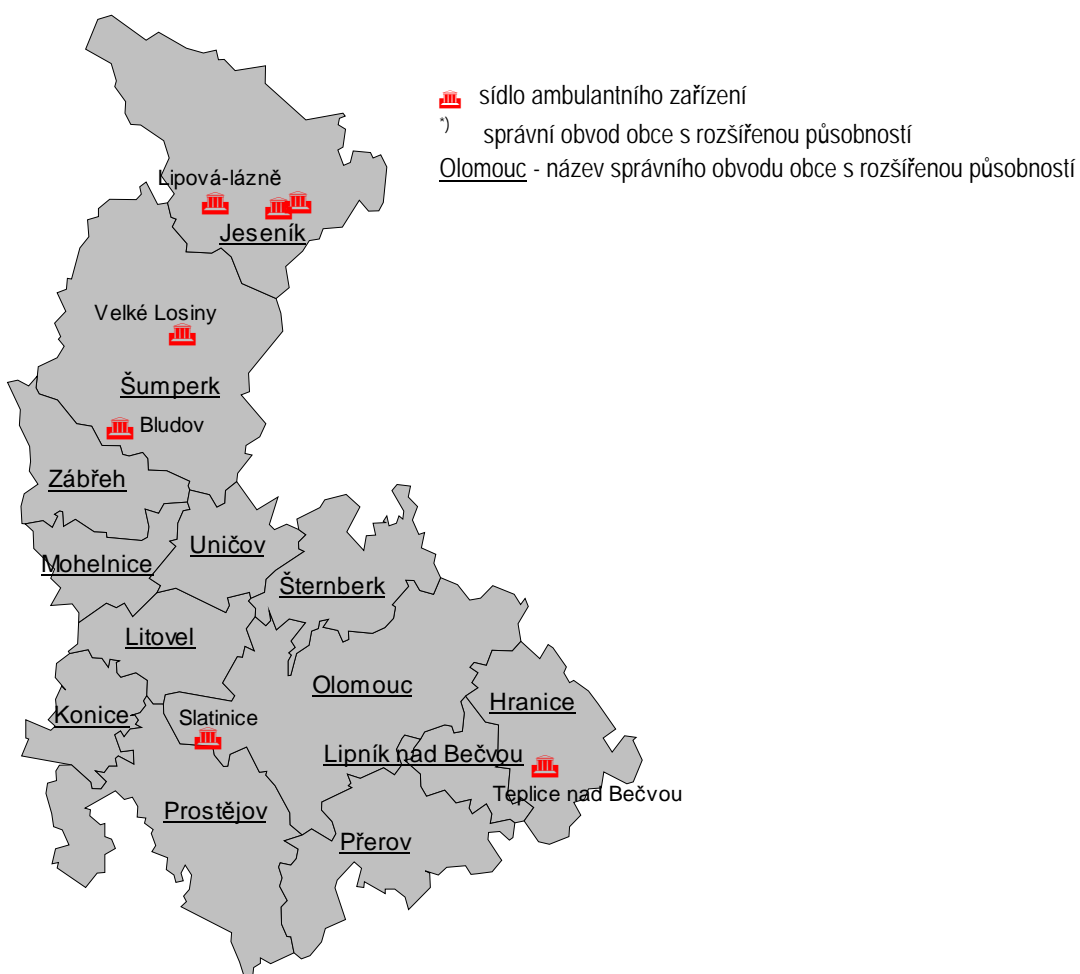 sídlo ambulantního zařízení
*) správní obvod obce s rozšířenou působností
Olomouc - název správního obvodu obce s rozšířenou působností
Lipová-lázně
Jeseník
Velké Losiny
Šumperk
Bludov
Zábřeh
Uničov
Mohelnice
Šternberk
Litovel
Olomouc
Hranice
Konice
Slatinice
Lipník nad Bečvou
Teplice nad Bečvou
Prostějov
Přerov